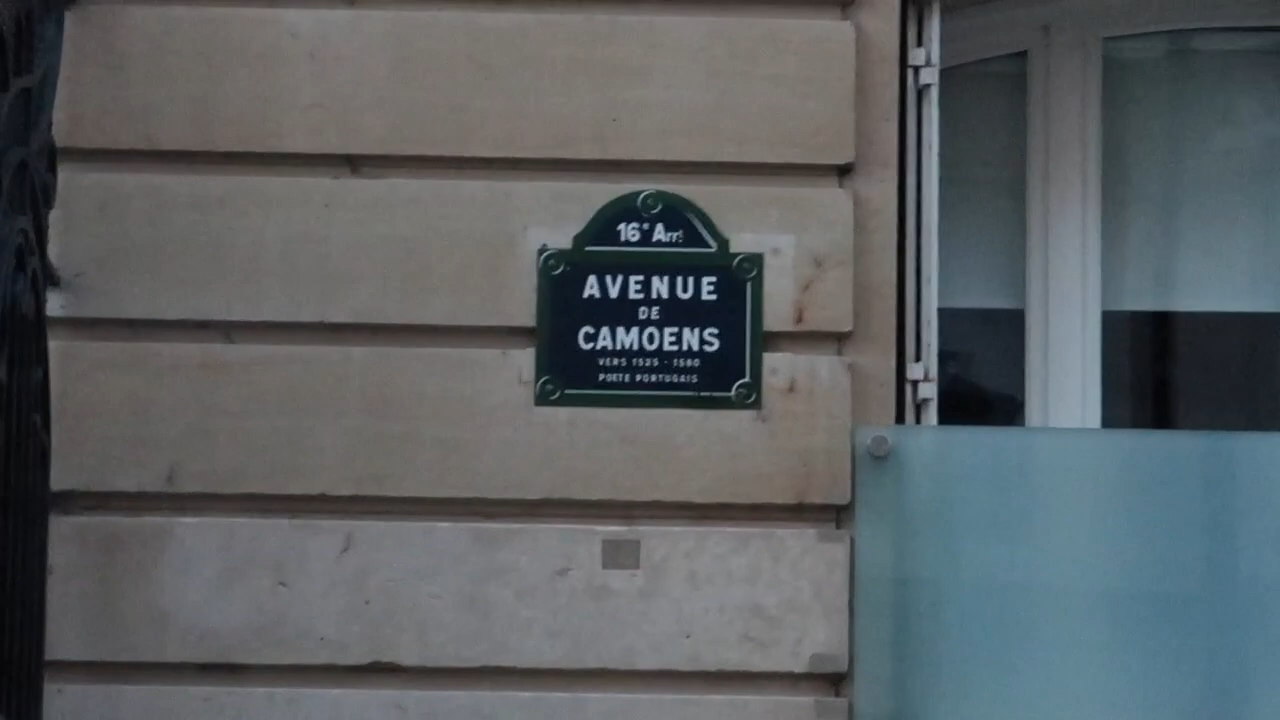 16e Arrt
AVENUE
DE
CAMOENS
VERS 1525 - 1580
POETE PORTUGAIS